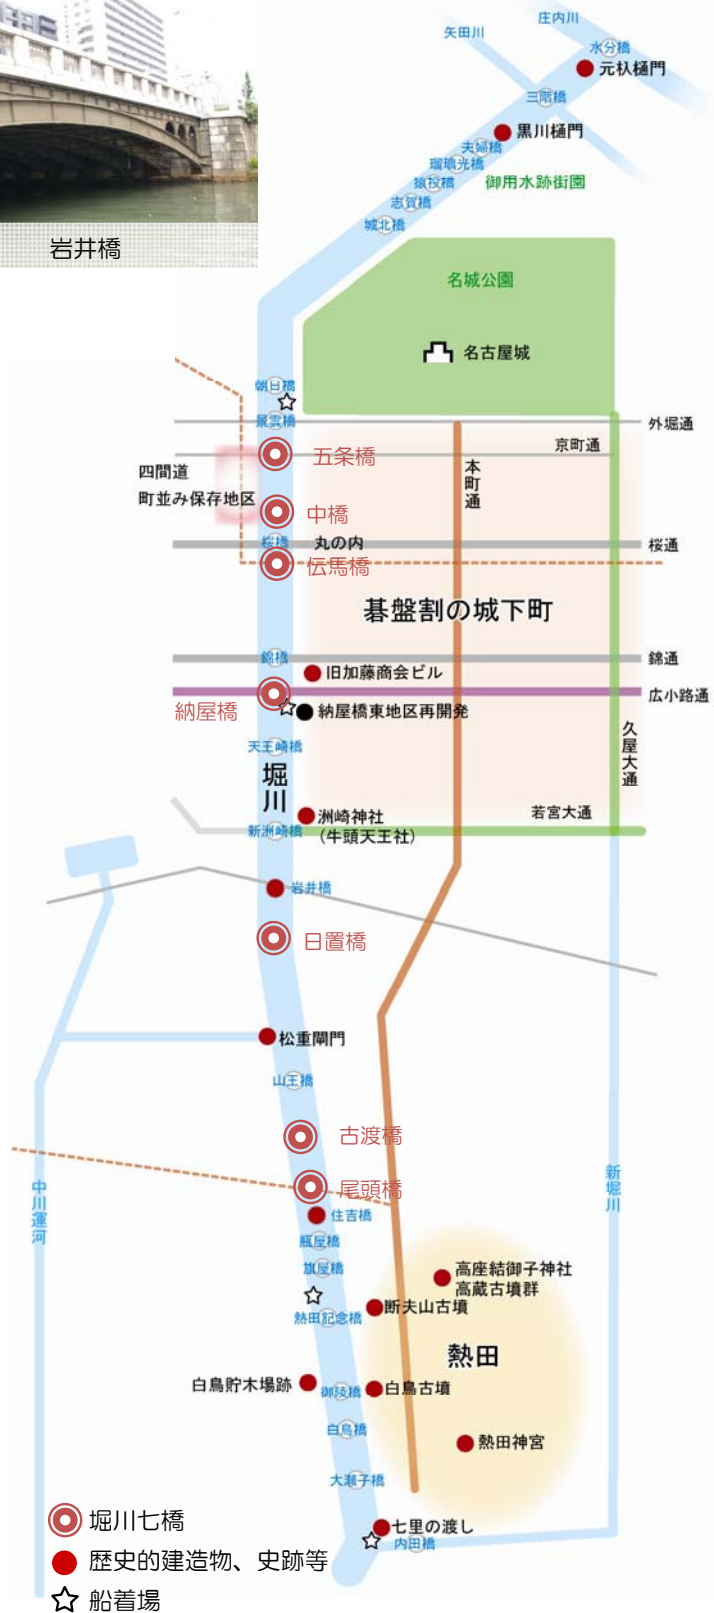 庄内川
矢田川
水分橋
元杁樋門
三階橋
黒川樋門
夫婦橋
瑠璃光橋
猿投橋
御用水跡街園
志賀橋
城北橋
岩井橋
名城公園
名古屋城
朝日橋
景雲橋
外堀通
京町通
五条橋
本町通
四間道
町並み保存地区
中橋
桜橋
丸の内
桜通
伝馬橋
碁盤割の城下町
錦橋
錦通
旧加藤商会ビル
広小路通
納屋橋
納屋橋東地区再開発
久屋大通
天王崎橋
堀川
洲崎神社
(牛頭天王社)
若宮大通
新洲崎橋
岩井橋
日置橋
松重閘門
山王橋
古渡橋
尾頭橋
中川運河
新堀川
住吉橋
瓶屋橋
旗屋橋
高座結御子神社
高蔵古墳群
断夫山古墳
熱田記念橋
熱田
白鳥貯木場跡
御陵橋
白鳥古墳
白鳥橋
熱田神宮
大瀬子橋
七里の渡し
内田橋
堀川七橋
歴史的建造物、史跡等
船着場